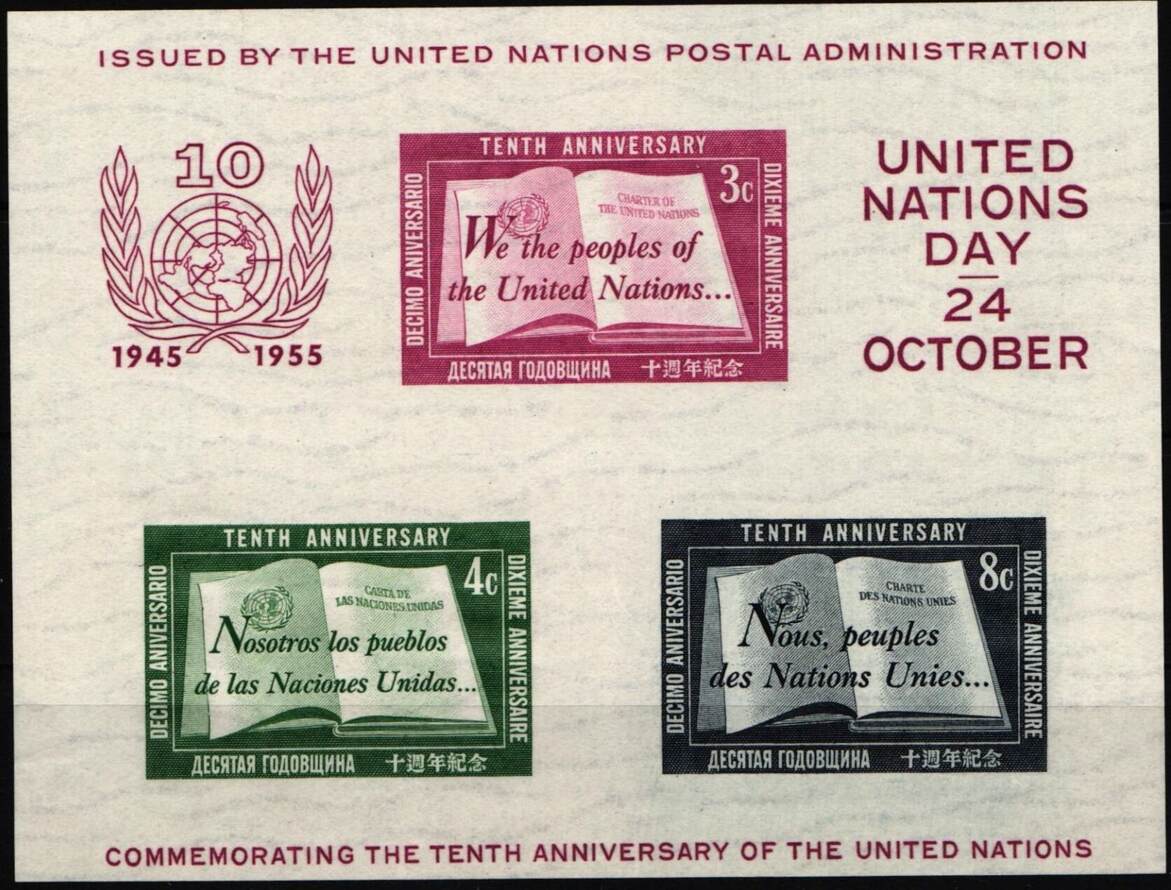 ISSUED BY THE UNITED NATIONS POSTAL ADMINISTRATION
10
1945 1955
TENTH ANNIVERSARY
3c
DECIMO ANIVERSARIO
DIXIEME ANNIVERSAIRE
CHARTER OF
THE UNITED NATIONS
We the peoples of
the United Nations...
ДЕСЯТАЯ ГОДОВЩИНА 十週年紀念
UNITED
NATIONS
DAY
24
OCTOBER
TENTH ANNIVERSARY
4c
DECIMO ANIVERSARIO
DIXIEME ANNIVERSAIRE
CARTA DE
LAS NACIONES UNIDAS
Nosotros los pueblos
de las Naciones Unidas...
ДЕСЯТАЯ ГОДОВЩИНА 十週年紀念
TENTH ANNIVERSARY
8c
DECIMO ANIVERSARIO
DIXIEME ANNIVERSAIRE
CHARTE
DES NATIONS UNIES
Nous, peuples
des Nations Unies...
ДЕСЯТАЯ ГОДОВЩИНА 十週年紀念
COMMEMORATING THE TENTH ANNIVERSARY OF THE UNITED NATIONS